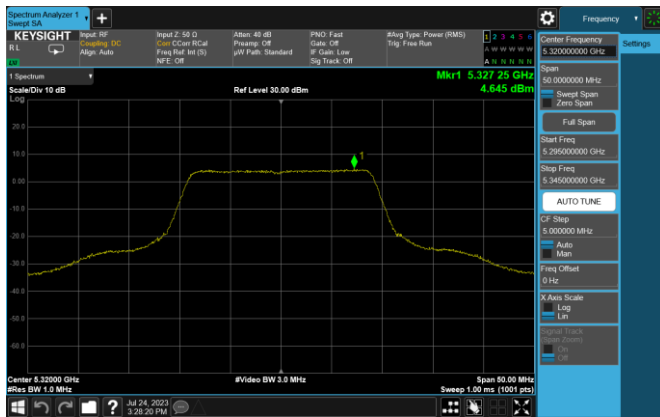 Spectrum Analyzer 1
Swept SA
+
Frequency
KEYSIGHT
RL
LXI
Input: RF
Coupling: DC
Align: Auto
Input Z: 50 Ω
Corr CCorr RCal
Freq Ref: Int (S)
NFE: Off
Atten: 40 dB
Preamp: Off
µW Path: Standard
PNO: Fast
Gate: Off
IF Gain: Low
Sig Track: Off
#Avg Type: Power (RMS)
Trig: Free Run
1 2 3 4 5 6
A W W W W W
A N N N N N
1 Spectrum
Scale/Div 10 dB
Log
Ref Level 30.00 dBm
Mkr1 5.327 25 GHz
4.645 dBm
20.0
10.0
0.00
-10.0
-20.0
-30.0
-40.0
-50.0
-60.0
1
Center 5.32000 GHz
#Res BW 1.0 MHz
#Video BW 3.0 MHz
Span 50.00 MHz
Sweep 1.00 ms (1001 pts)
Jul 24, 2023
3:28:20 PM
?
Settings
Center Frequency
5.320000000 GHz
Span
50.0000000 MHz
Swept Span
Zero Span
Full Span
Start Freq
5.295000000 GHz
Stop Freq
5.345000000 GHz
AUTO TUNE
CF Step
5.000000 MHz
Auto
Man
Freq Offset
0 Hz
X Axis Scale
Log
Lin
Signal Track
(Span Zoom)
On
Off